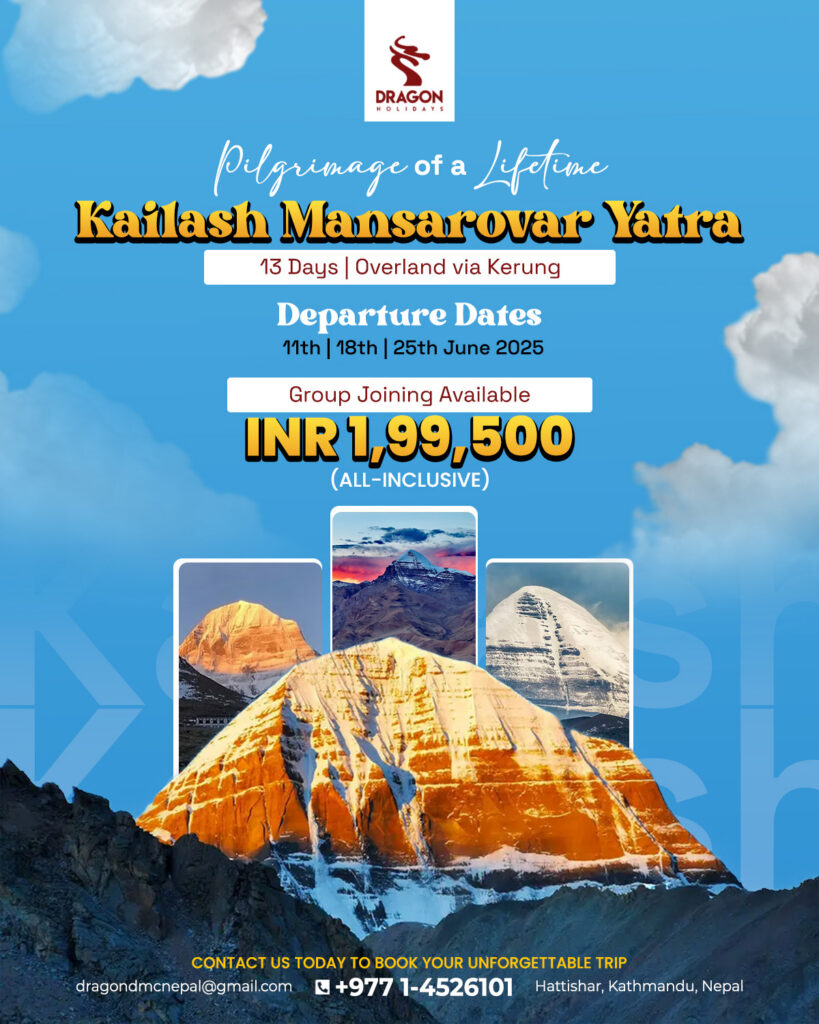 DRAGON
HOLIDAYS
Pilgrimage of a Lifetime
Kailash Mansarovar Yatra
13 Days | Overland via Kerung
Departure Dates
11th | 18th | 25th June 2025
Group Joining Available
INR 1,99,500
(ALL-INCLUSIVE)
Kailash
Kailash
CONTACT US TODAY TO BOOK YOUR UNFORGETTABLE TRIP
dragondmcnepal@gmail.com +977 1-4526101 Hattishar, Kathmandu, Nepal